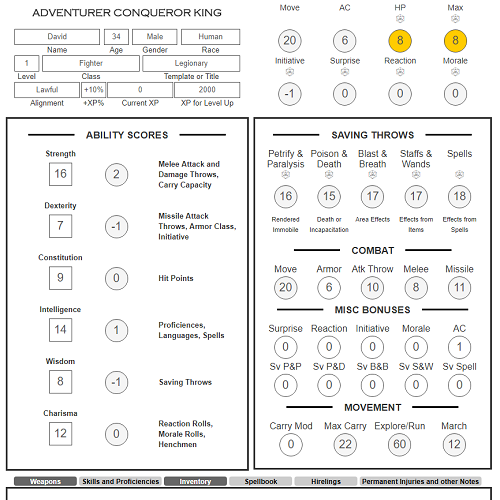 ADVENTURER CONQUEROR KING
David 34 Male Human
Name Age Gender Race
1 Fighter Legionary
Level Class Template or Title
Lawful +10% 0 2000
Alignment +XP% Current XP XP for Level Up
Move AC HP Max
20 6 8 8
Initiative Surprise Reaction Morale
-1 0 0 0
ABILITY SCORES
Strength
16 2 Melee Attack and
Damage Throws,
Carry Capacity
Dexterity
7 -1 Missile Attack
Throws, Armor Class,
Initiative
Constitution
9 0 Hit Points
Intelligence
14 1 Proficiences,
Languages, Spells
Wisdom
8 -1 Saving Throws
Charisma
12 0 Reaction Rolls,
Morale Rolls,
Henchmen
SAVING THROWS
Petrify & Poison & Blast & Staffs & Spells
Paralysis Death Breath Wands
16 15 17 17 18
Rendered Death or Area Effects Effects from Effects from
Immobile Incapacitation Items Spells
COMBAT
Move Armor Atk Throw Melee Missile
20 6 10 8 11
MISC BONUSES
Surprise Reaction Initiative Morale AC
0 0 0 0 1
Sv P&P Sv P&D Sv B&B Sv S&W Sv Spell
0 0 0 0 0
MOVEMENT
Carry Mod Max Carry Explore/Run March
0 22 60 12
Weapons Skills and Proficiencies Inventory Spellbook Hirelings Permanent Injuries and other Notes